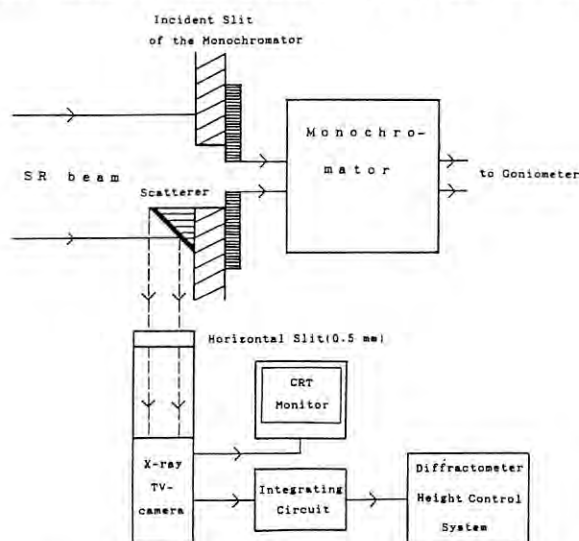 Incident Slit
of the Monochromator
Monochro-
mator
SR beam
to Goniometer
Scatterer
Horizontal Slit(0.5 mm)
CRT
Monitor
X-ray
TV-
camera
Integrating
Circuit
Diffractometer
Height Control
System